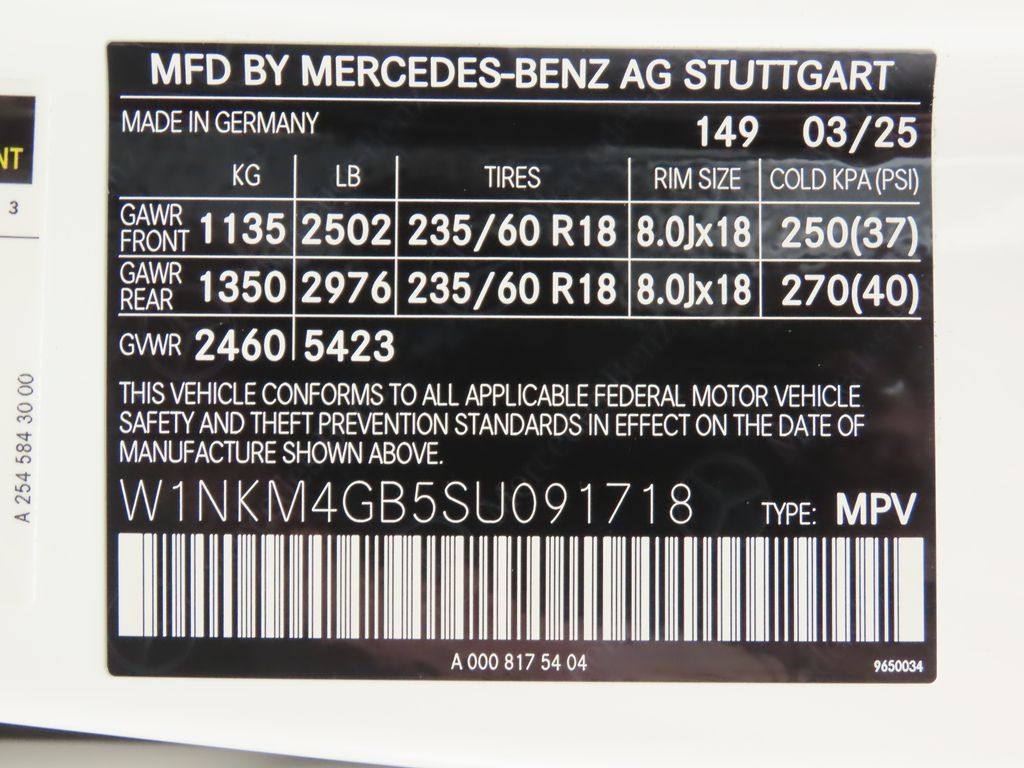 MFD BY MERCEDES-BENZ AG STUTTGART
MADE IN GERMANY 149 03/25
KG LB TIRES RIM SIZE COLD KPA (PSI)
GAWR FRONT 1135 2502 235/60 R18 8.0Jx18 250(37)
GAWR REAR 1350 2976 235/60 R18 8.0Jx18 270(40)
GVWR 2460 5423
THIS VEHICLE CONFORMS TO ALL APPLICABLE FEDERAL MOTOR VEHICLE
SAFETY AND THEFT PREVENTION STANDARDS IN EFFECT ON THE DATE OF
MANUFACTURE SHOWN ABOVE.
W1NKM4GB5SU091718 TYPE: MPV
A 000 817 54 04 9650034
NT
3
A 254 584 30 00